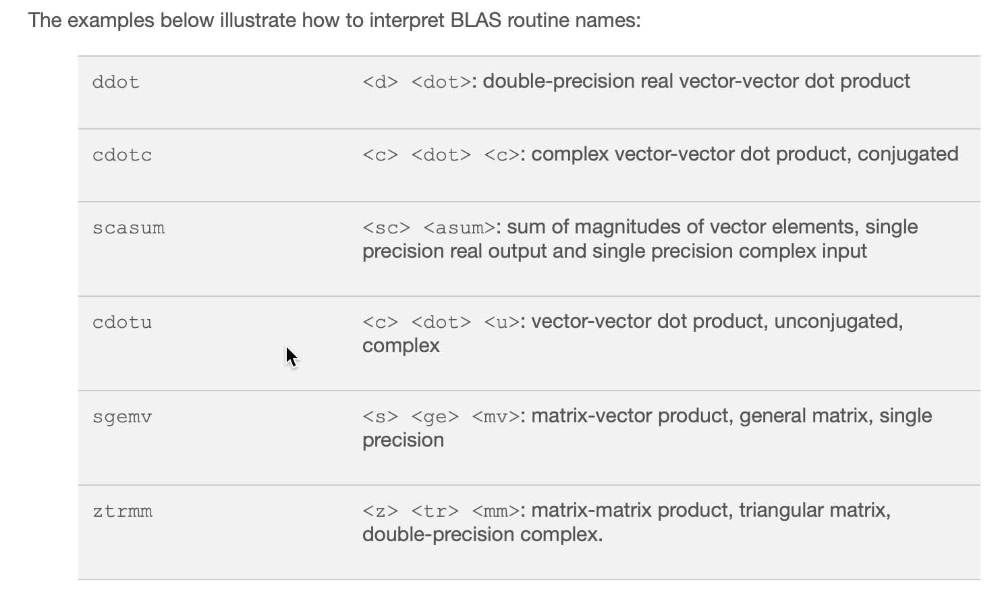 The examples below illustrate how to interpret BLAS routine names:
ddot <d> <dot>: double-precision real vector-vector dot product
cdotc <c> <dot> <c>: complex vector-vector dot product, conjugated
scasum <sc> <asum>: sum of magnitudes of vector elements, single
precision real output and single precision complex input
cdotu <c> <dot> <u>: vector-vector dot product, unconjugated,
complex
sgemv <s> <ge> <mv>: matrix-vector product, general matrix, single
precision
ztrmm <z> <tr> <mm>: matrix-matrix product, triangular matrix,
double-precision complex.